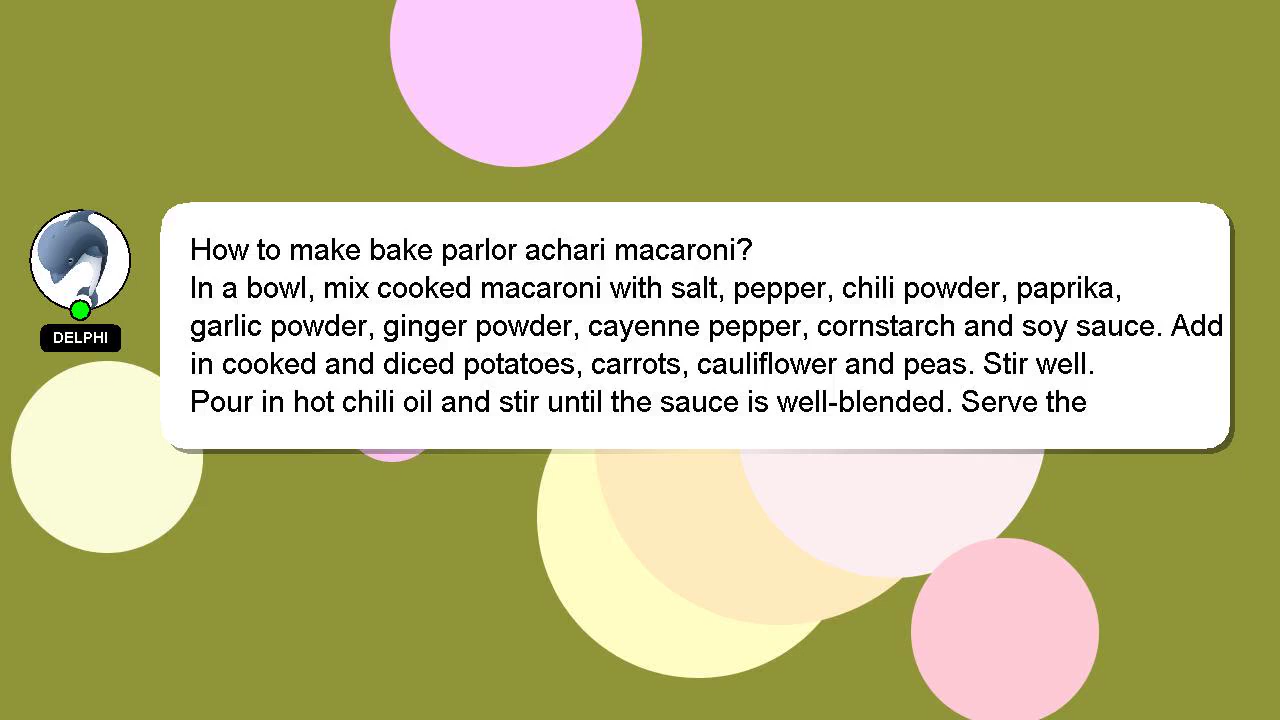 How to make bake parlor achari macaroni?
In a bowl, mix cooked macaroni with salt, pepper, chili powder, paprika,
garlic powder, ginger powder, cayenne pepper, cornstarch and soy sauce. Add
in cooked and diced potatoes, carrots, cauliflower and peas. Stir well.
Pour in hot chili oil and stir until the sauce is well-blended. Serve the
DELPHI